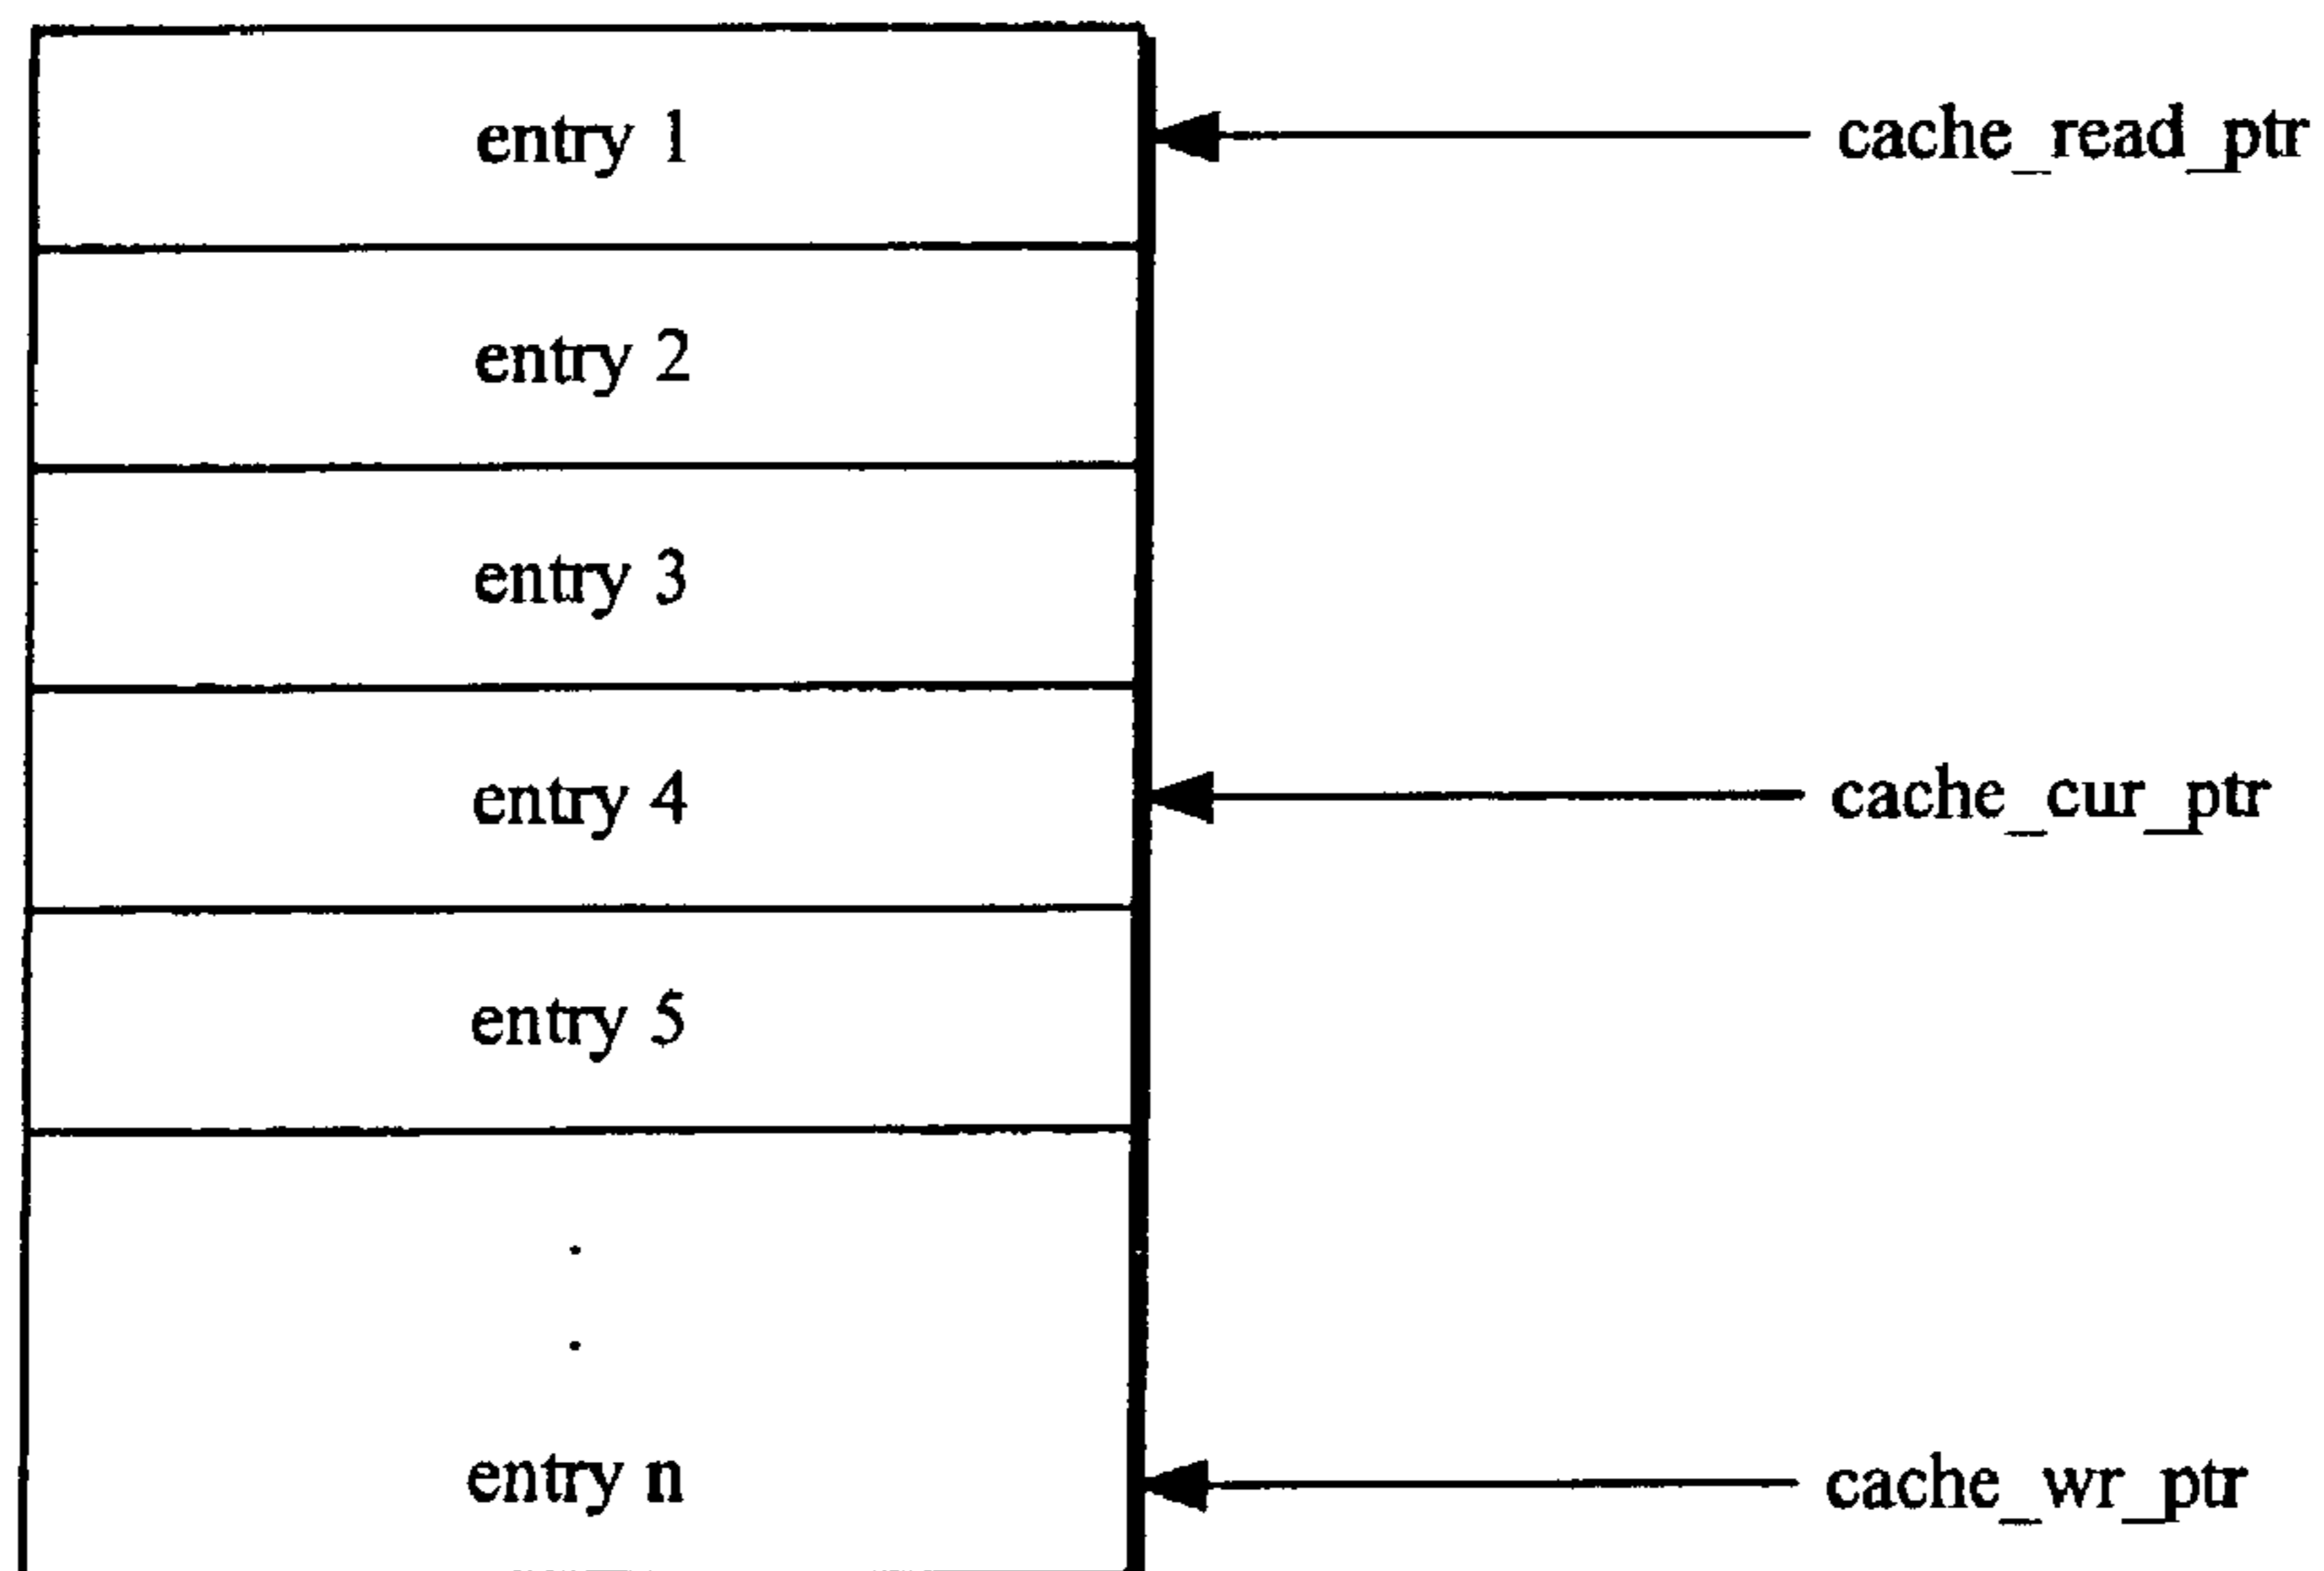 entry 1
cache_read_ptr
entry 2
entry 3
entry 4
cache_cur_ptr
entry 5
.
.
entry n
cache_wr_ptr